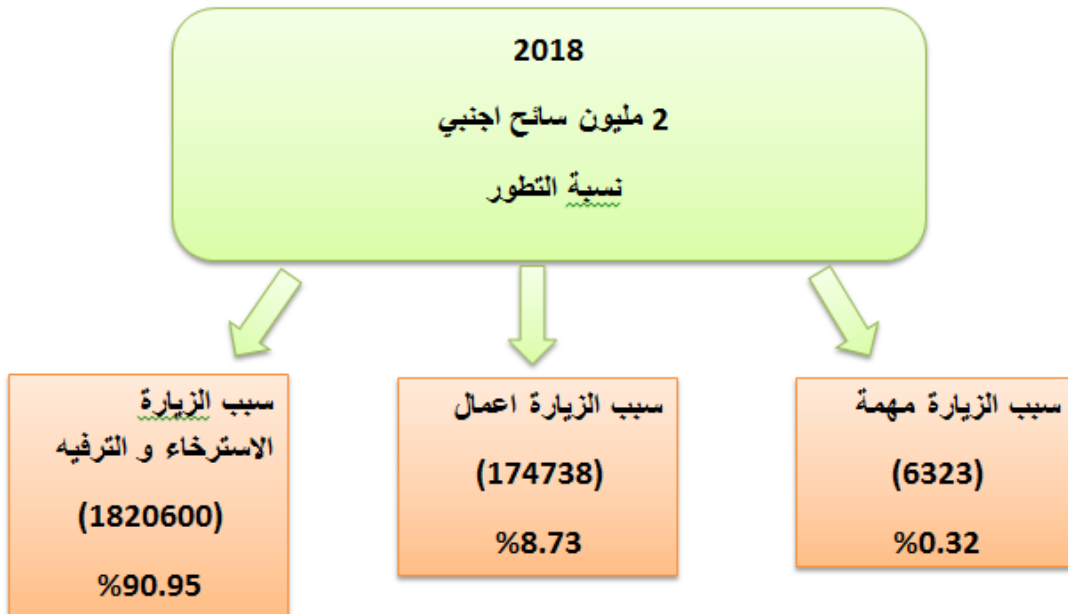 2018
2 مليون سائح اجنبي
نسبة التطور
سبب الزيارة مهمة
(6323)
%0.32
سبب الزيارة اعمال
(174738)
%8.73
سبب الزيارة
الاسترخاء و الترفيه
(1820600)
%90.95